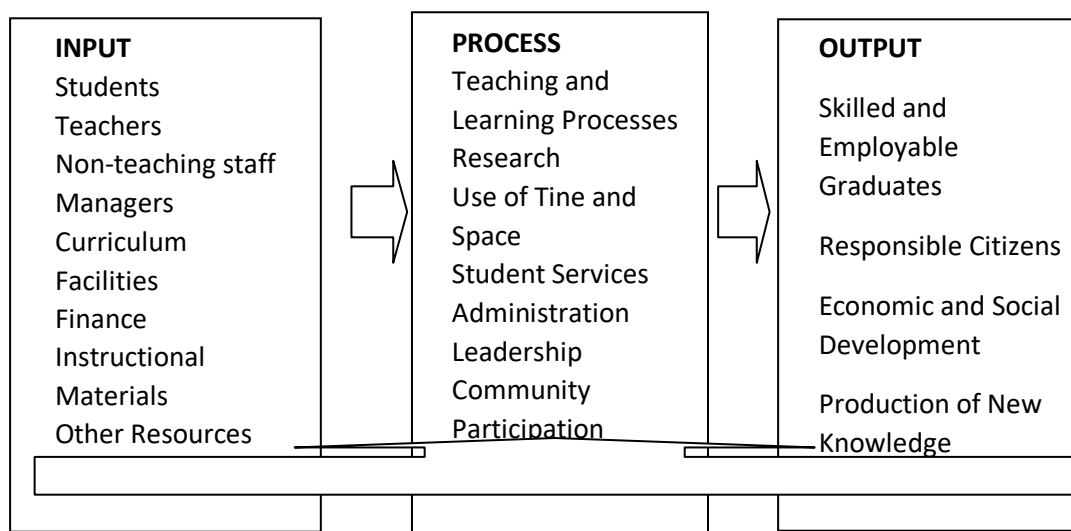 INPUT
Students
Teachers
Non-teaching staff
Managers
Curriculum
Facilities
Finance
Instructional
Materials
Other Resources
PROCESS
Teaching and
Learning Processes
Research
Use of Tine and
Space
Student Services
Administration
Leadership
Community
Participation
OUTPUT
Skilled and
Employable
Graduates
Responsible Citizens
Economic and Social
Development
Production of New
Knowledge